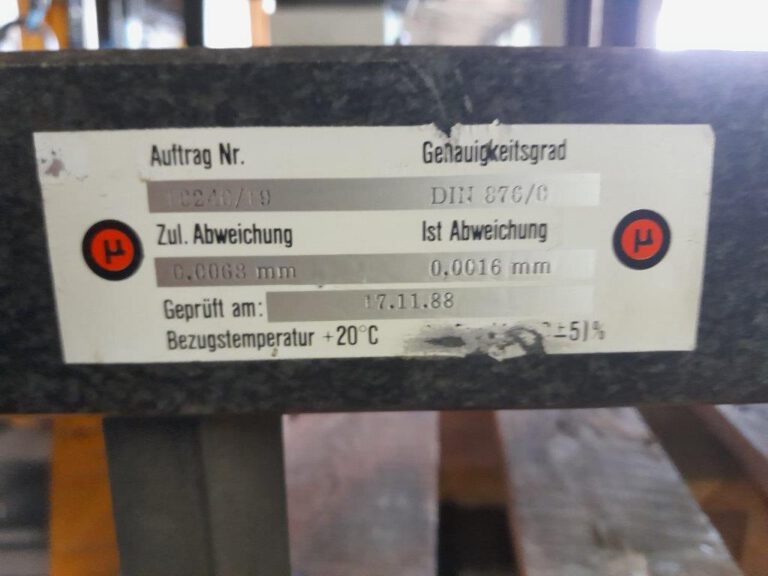 Auftrag Nr. Genauigkeitsgrad
DIN 876/0
Zul. Abweichung Ist Abweichung
µ µ
0.0068 mm 0,0016 mm
Geprüft am: 17.11.88
Bezugstemperatur +20°C ±5)%